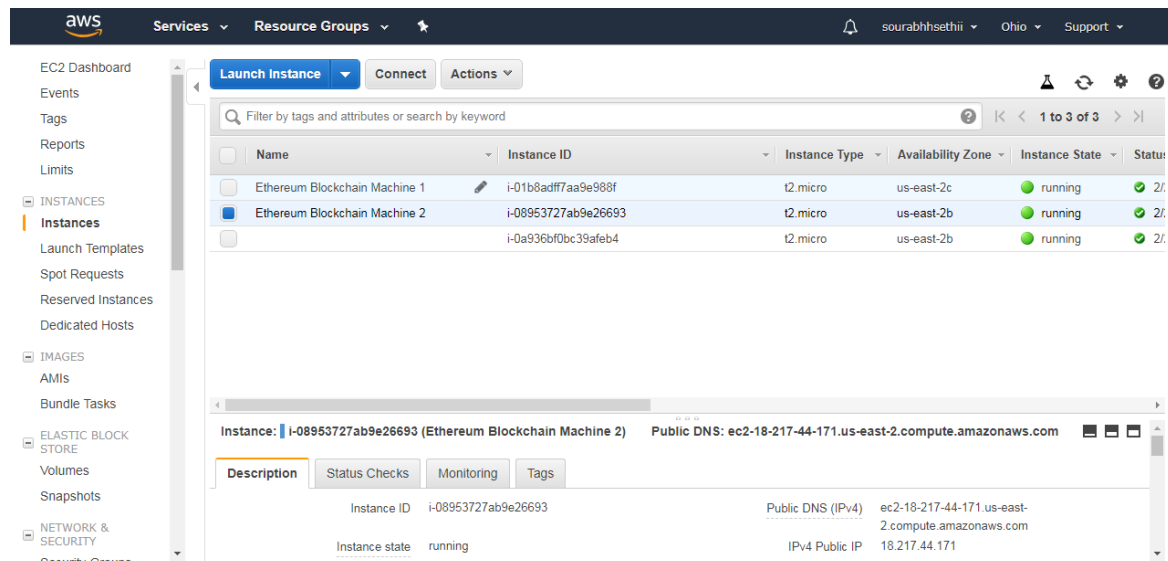 aws Services Resource Groups sourabhhsethii Ohio Support
EC2 Dashboard
Events
Tags
Reports
Limits
INSTANCES
Instances
Launch Templates
Spot Requests
Reserved Instances
Dedicated Hosts
IMAGES
AMIs
Bundle Tasks
ELASTIC BLOCK
STORE
Volumes
Snapshots
NETWORK &
SECURITY
Security Groups
Launch Instance Connect Actions
Filter by tags and attributes or search by keyword 1 to 3 of 3
Name Instance ID Instance Type Availability Zone Instance State Status
Ethereum Blockchain Machine 1 i-01b8adff7aa9e988f t2.micro us-east-2c running 2/
Ethereum Blockchain Machine 2 i-08953727ab9e26693 t2.micro us-east-2b running 2/
i-0a936bf0bc39afeb4 t2.micro us-east-2b running 2/
Instance: i-08953727ab9e26693 (Ethereum Blockchain Machine 2) Public DNS: ec2-18-217-44-171.us-east-2.compute.amazonaws.com
Description Status Checks Monitoring Tags
Instance ID i-08953727ab9e26693 Public DNS (IPv4) ec2-18-217-44-171.us-east-
2.compute.amazonaws.com
Instance state running IPv4 Public IP 18.217.44.171